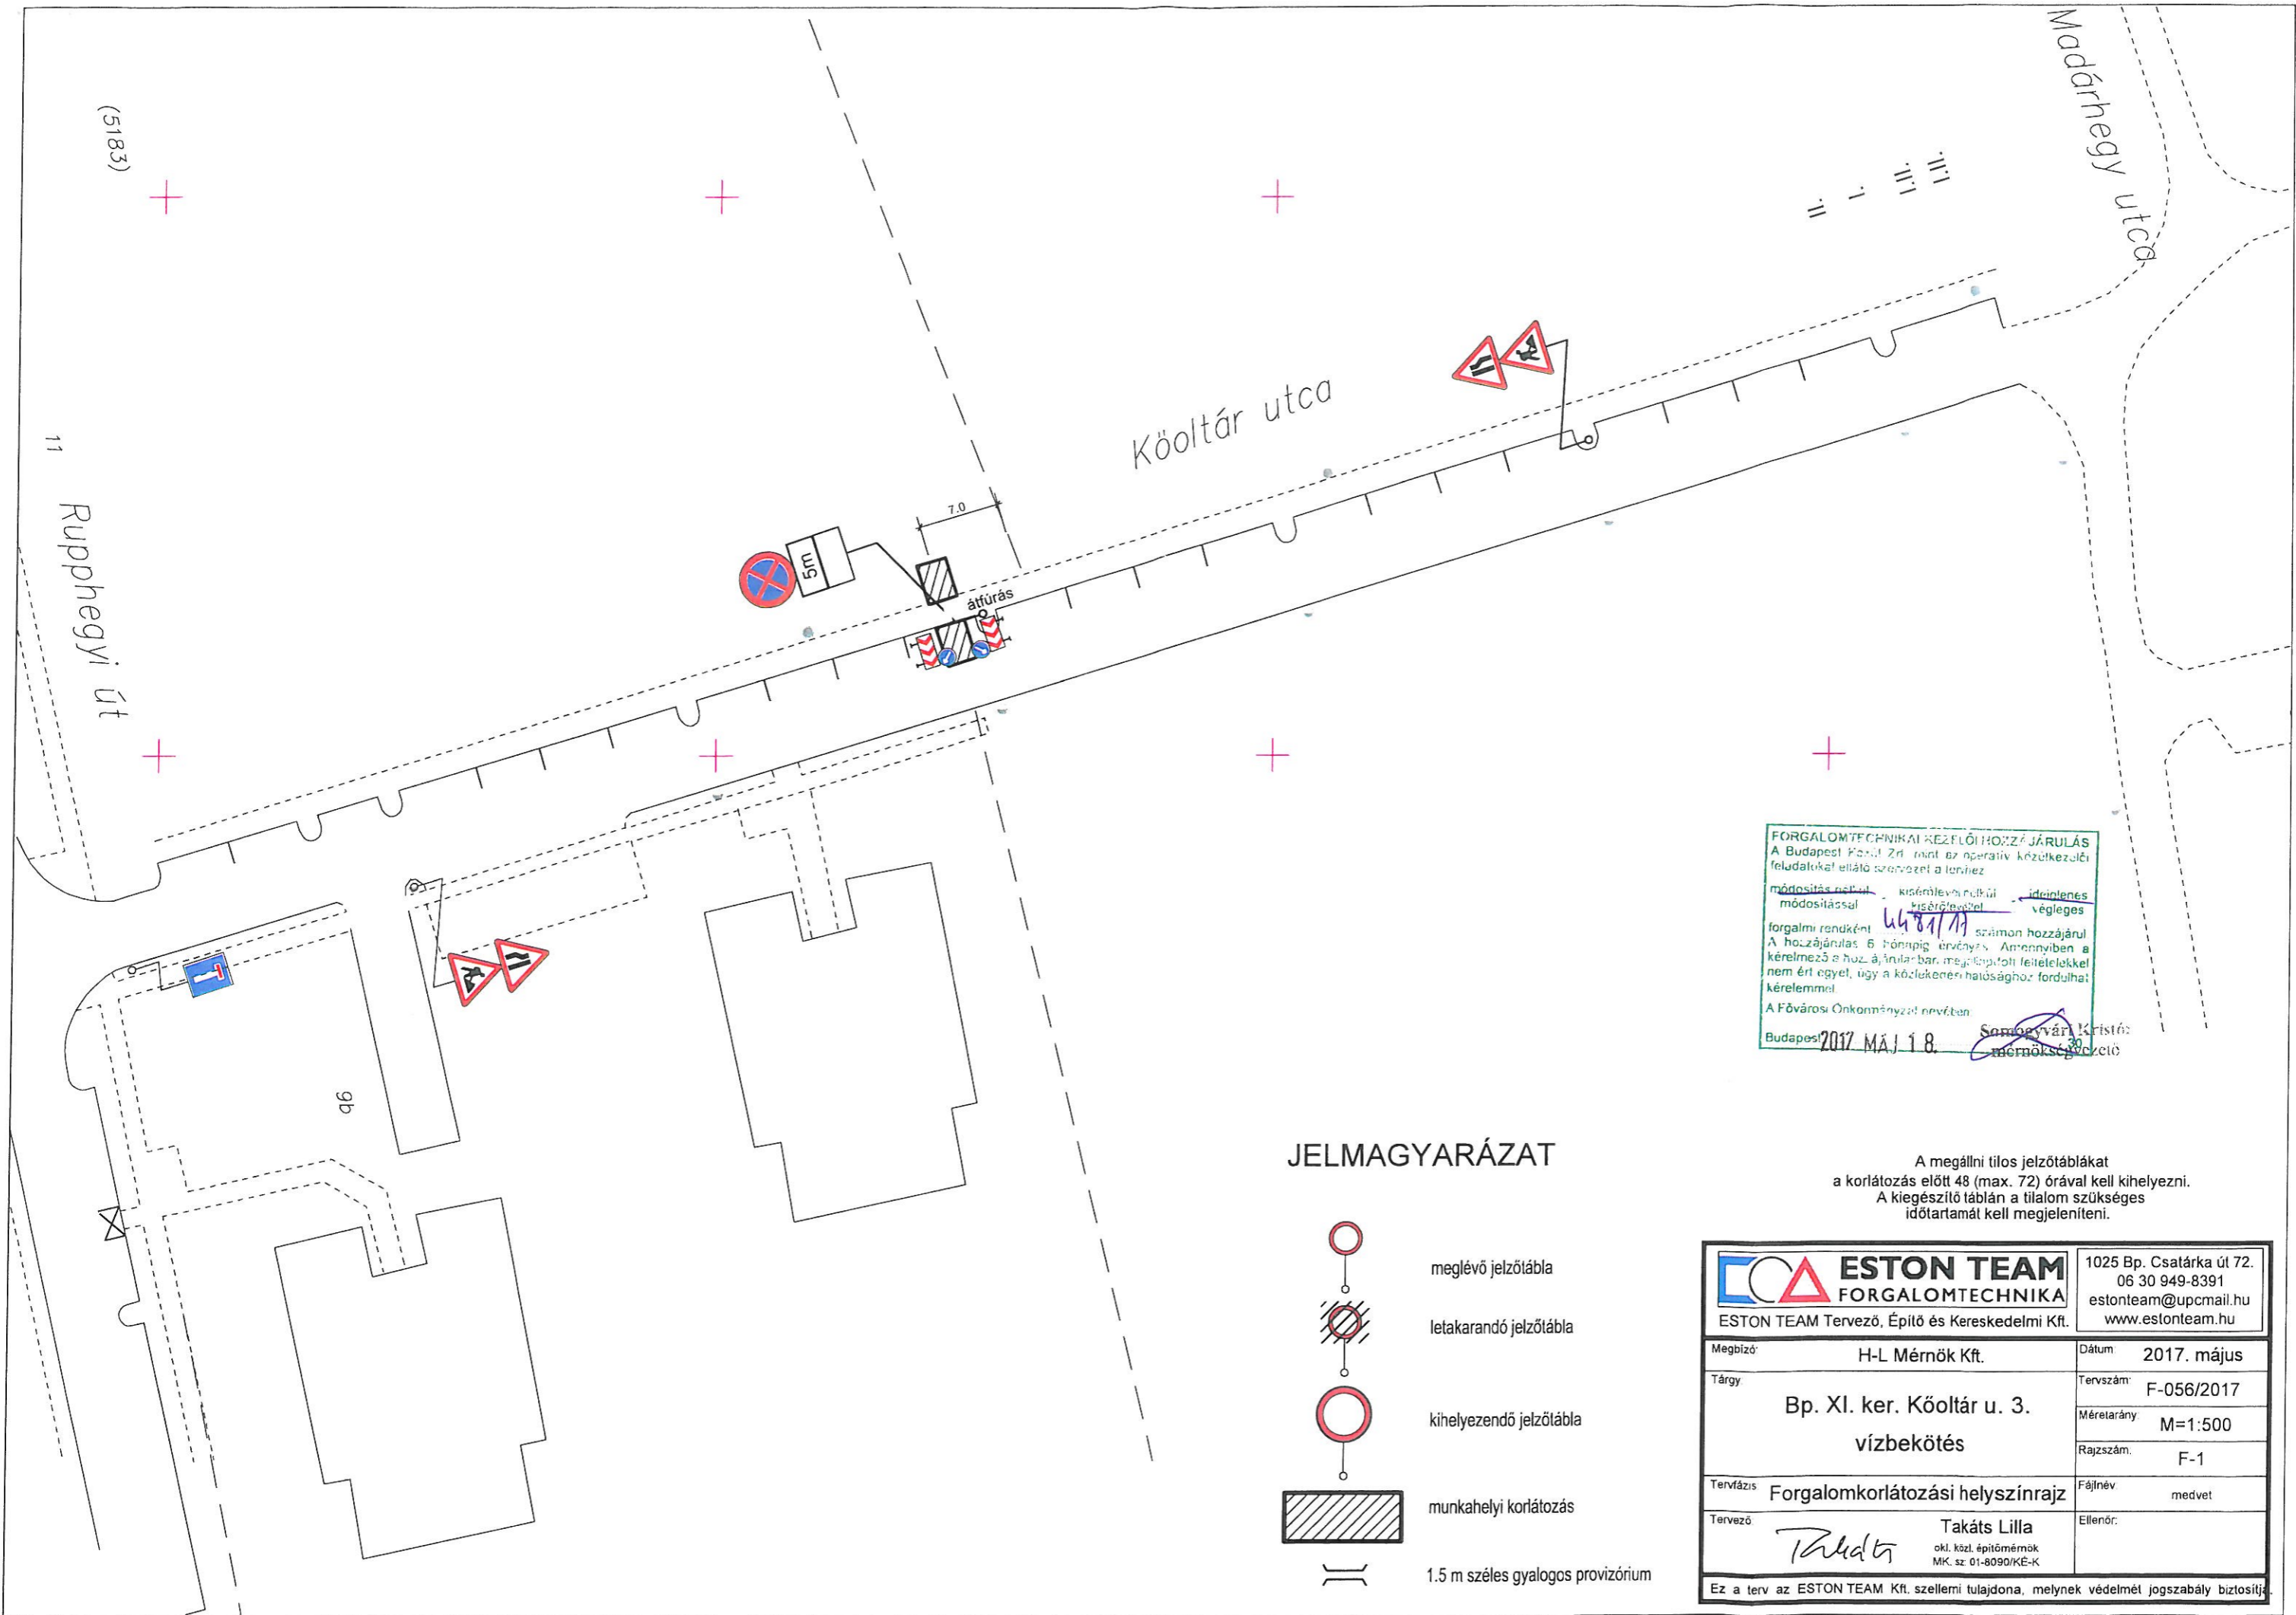 Madárhegy utca
(5183)
II.
I.
II.I
III.I
Kőoltár utca
11
Rupphegyi út
7.0
5m
átfúrás
9b
FORGALOMTECHNIKAI KEZELŐI HOZZÁJÁRULÁS
A Budapest Közút Zrt. mint az operatív közútkezelői
feladatokat ellátó szervezet a tervhez
módosítás nélkül - kísérőlevél nélkül - ideiglenes
módosítással kísérőlevéllel végleges
forgalmi rendként 4481/17 számon hozzájárul
A hozzájárulás 6 hónapig érvényes. Amennyiben a
kérelmező a hozzájárulásban megállapított feltételekkel
nem ért egyet, úgy a közlekedési hatósághoz fordulhat
kérelemmel.
A Fővárosi Önkormányzat nevében
Budapest 2017 MÁJ 18.
Somogyvári Kristóf
mérnökségvezető
30
JELMAGYARÁZAT
meglévő jelzőtábla
letakarandó jelzőtábla
kihelyezendő jelzőtábla
munkahelyi korlátozás
1.5 m széles gyalogos provizórium
A megállni tilos jelzőtáblákat
a korlátozás előtt 48 (max. 72) órával kell kihelyezni.
A kiegészítő táblán a tilalom szükséges
időtartamát kell megjeleníteni.
ESTON TEAM
FORGALOMTECHNIKA
ESTON TEAM Tervező, Építő és Kereskedelmi Kft.
1025 Bp. Csatárka út 72.
06 30 949-8391
estonteam@upcmail.hu
www.estonteam.hu
Megbízó: H-L Mérnök Kft.
Dátum: 2017. május
Tárgy:
Bp. XI. ker. Kőoltár u. 3.
vízbekötés
Tervszám: F-056/2017
Méretarány: M=1:500
Rajzszám: F-1
Tervfázis: Forgalomkorlátozási helyszínrajz
Fájlnév: medvet
Tervező: Takáts
Takáts Lilla
okl. közl. építőmérnök
MK. sz: 01-8090/KÉ-K
Ellenőr:
Ez a terv az ESTON TEAM Kft. szellemi tulajdona, melynek védelmét jogszabály biztosítja.